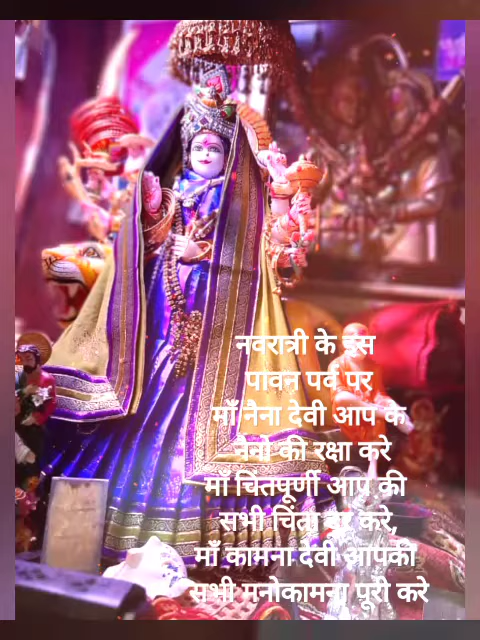 नवरात्री के इस
पावन पर्व पर
माँ नैना देवी आप के
नैनो की रक्षा करे
माँ चिंतपूर्णी आप की
सभी चिंता दूर करे,
माँ कामना देवी आपकी
सभी मनोकामना पूरी करे